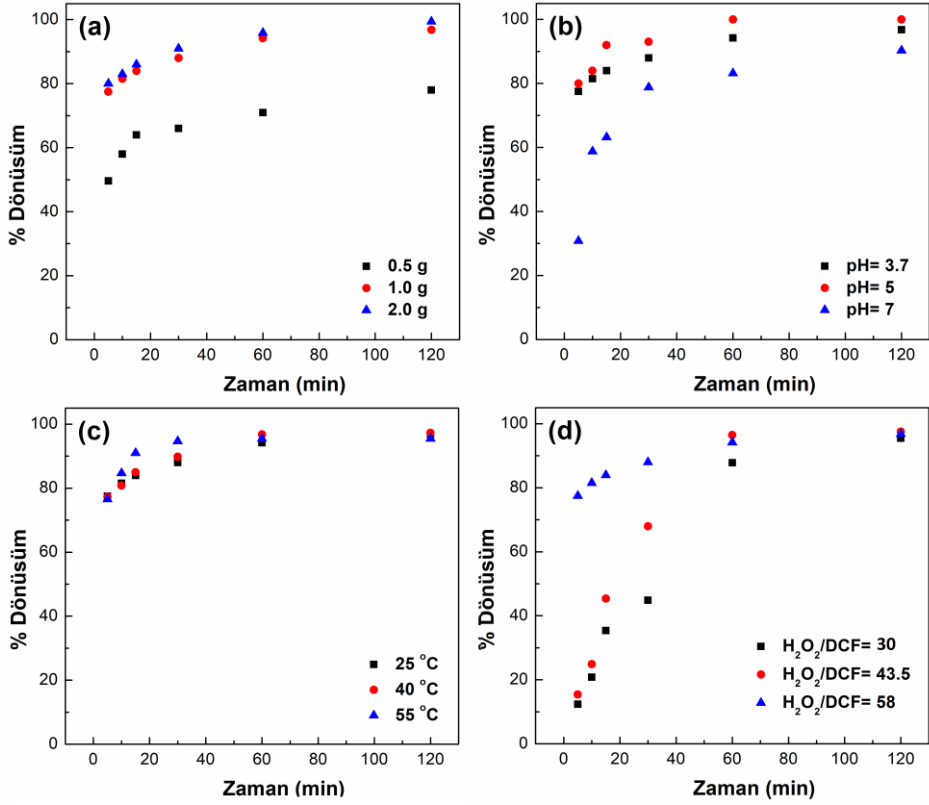 (a)
100
80
60
40
20
0
% Dönüsüm
0.5 g
1.0 g
2.0 g
0 20 40 60 80 100 120
Zaman (min)
(b)
100
80
60
40
20
0
% Dönüsüm
pH= 3.7
pH= 5
pH= 7
0 20 40 60 80 100 120
Zaman (min)
(c)
100
80
60
40
20
0
% Dönüsüm
25 °C
40 °C
55 °C
0 20 40 60 80 100 120
Zaman (min)
(d)
100
80
60
40
20
0
% Dönüsüm
H₂O₂/DCF= 30
H₂O₂/DCF= 43.5
H₂O₂/DCF= 58
0 20 40 60 80 100 120
Zaman (min)